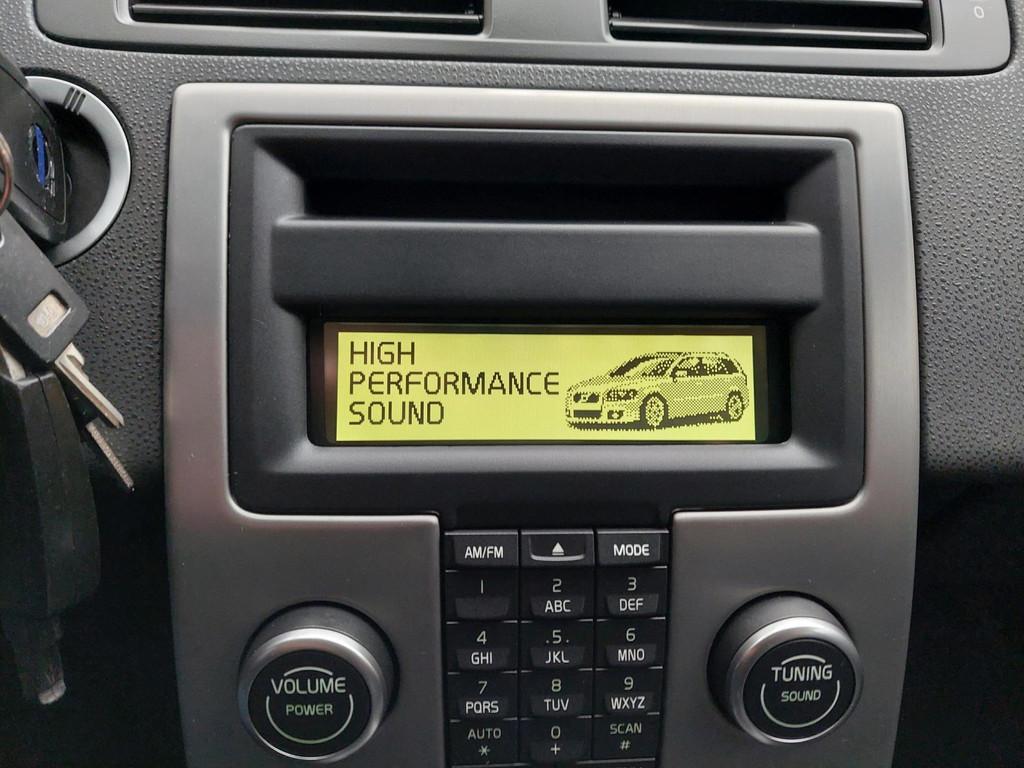 0
HIGH
PERFORMANCE
SOUND
AM/FM
MODE
1
2
3
ABC
DEF
4
.5.
6
GHI
JKL
MNO
7
8
9
PQRS
TUV
WXYZ
AUTO
0
SCAN
*
+
#
VOLUME
POWER
TUNING
SOUND